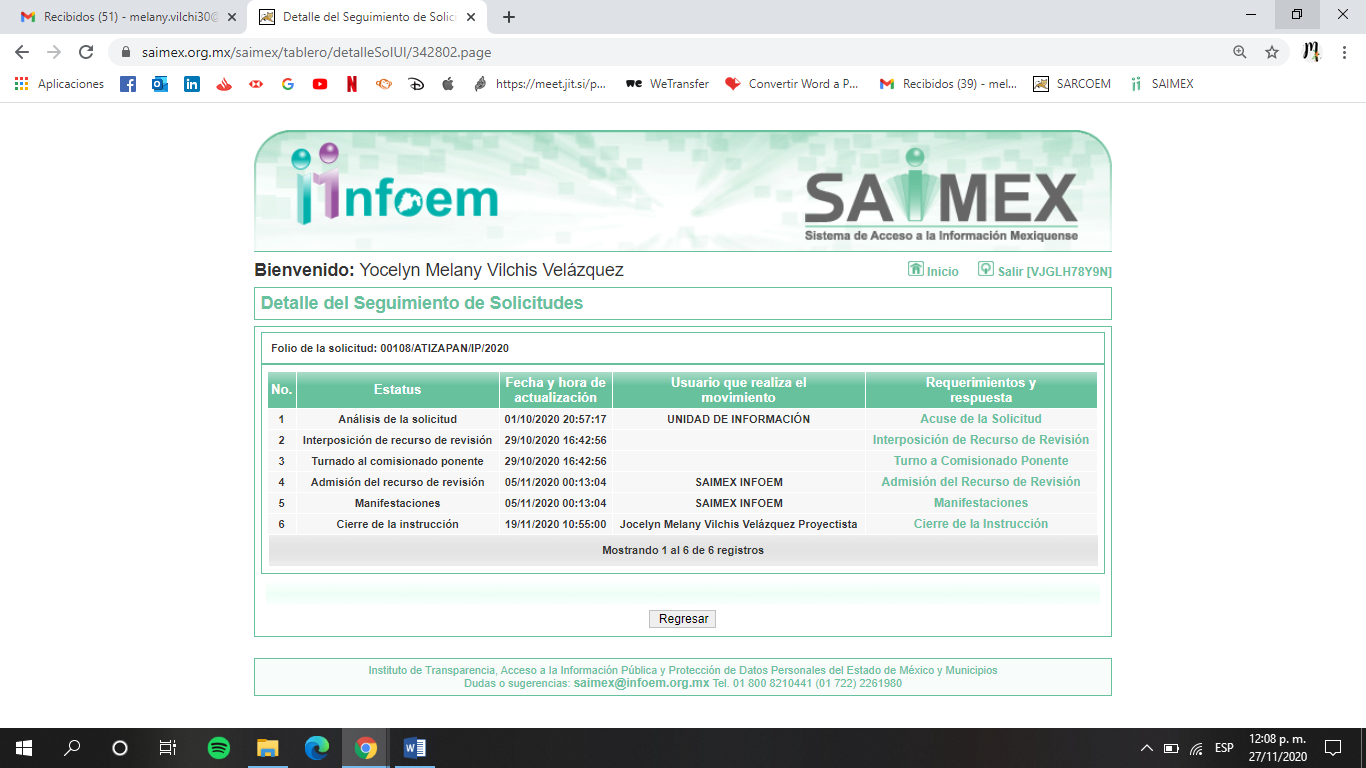 Recibidos (51) - melany.vilchi30@
Detalle del Seguimiento de Solic
saimex.org.mx/saimex/tablero/detalleSolUI/342802.page
Aplicaciones
https://meet.jit.si/p...
WeTransfer
Convertir Word a P...
Recibidos (39) - mel...
SARCOEM
SAIMEX
infoem
SAIMEX
Sistema de Acceso a la Información Mexiquense
Bienvenido: Yocelyn Melany Vilchis Velázquez
Inicio
Salir [VJGLH78Y9N]
Detalle del Seguimiento de Solicitudes
Folio de la solicitud: 00108/ATIZAPAN/IP/2020
No. Estatus Fecha y hora de actualización Usuario que realiza el movimiento Requerimientos y respuesta
1 Análisis de la solicitud 01/10/2020 20:57:17 UNIDAD DE INFORMACIÓN Acuse de la Solicitud
2 Interposición de recurso de revisión 29/10/2020 16:42:56 Interposición de Recurso de Revisión
3 Turnado al comisionado ponente 29/10/2020 16:42:56 Turno a Comisionado Ponente
4 Admisión del recurso de revisión 05/11/2020 00:13:04 SAIMEX INFOEM Admisión del Recurso de Revisión
5 Manifestaciones 05/11/2020 00:13:04 SAIMEX INFOEM Manifestaciones
6 Cierre de la instrucción 19/11/2020 10:55:00 Jocelyn Melany Vilchis Velázquez Proyectista Cierre de la Instrucción
Mostrando 1 al 6 de 6 registros
Regresar
Instituto de Transparencia, Acceso a la Información Pública y Protección de Datos Personales del Estado de México y Municipios
Dudas o sugerencias: saimex@infoem.org.mx Tel. 01 800 8210441 (01 722) 2261980
ESP
12:08 p. m.
27/11/2020